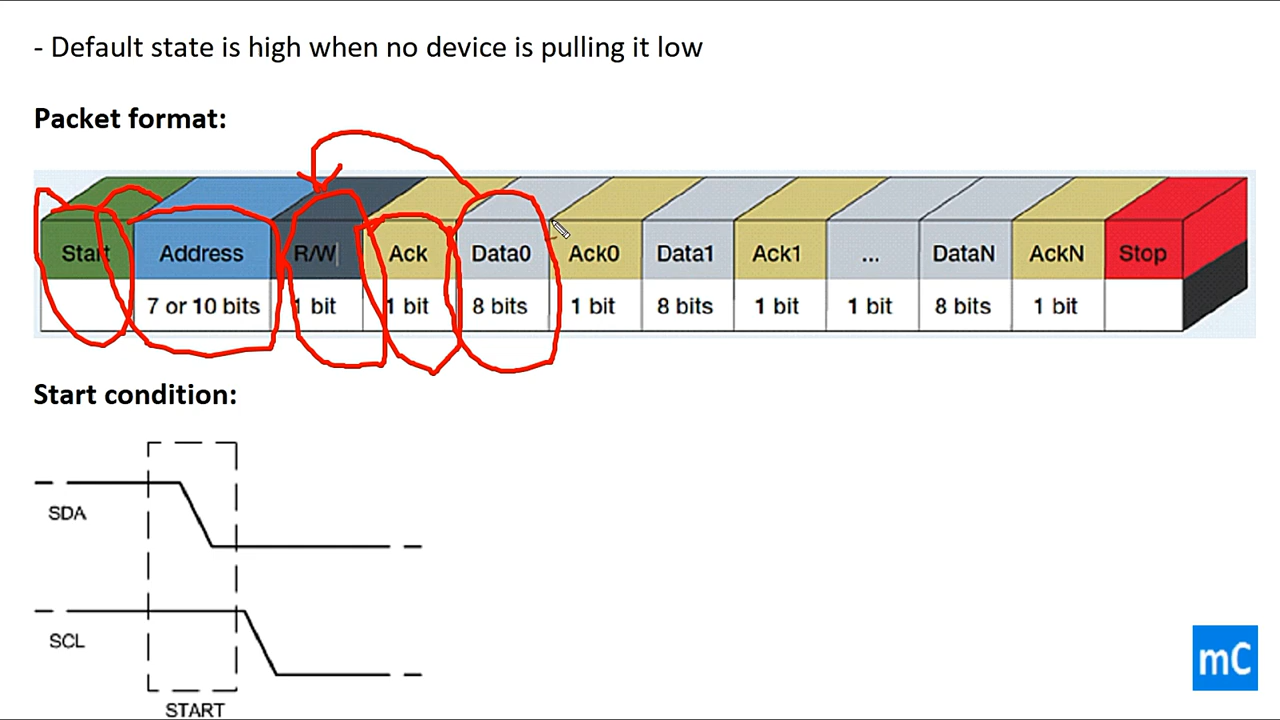 - Default state is high when no device is pulling it low
Packet format:
Start Address R/W Ack Data0 Ack0 Data1 Ack1 ... DataN AckN Stop
7 or 10 bits 1 bit 1 bit 8 bits 1 bit 8 bits 1 bit 1 bit 8 bits 1 bit
Start condition:
SDA
SCL
START
mC